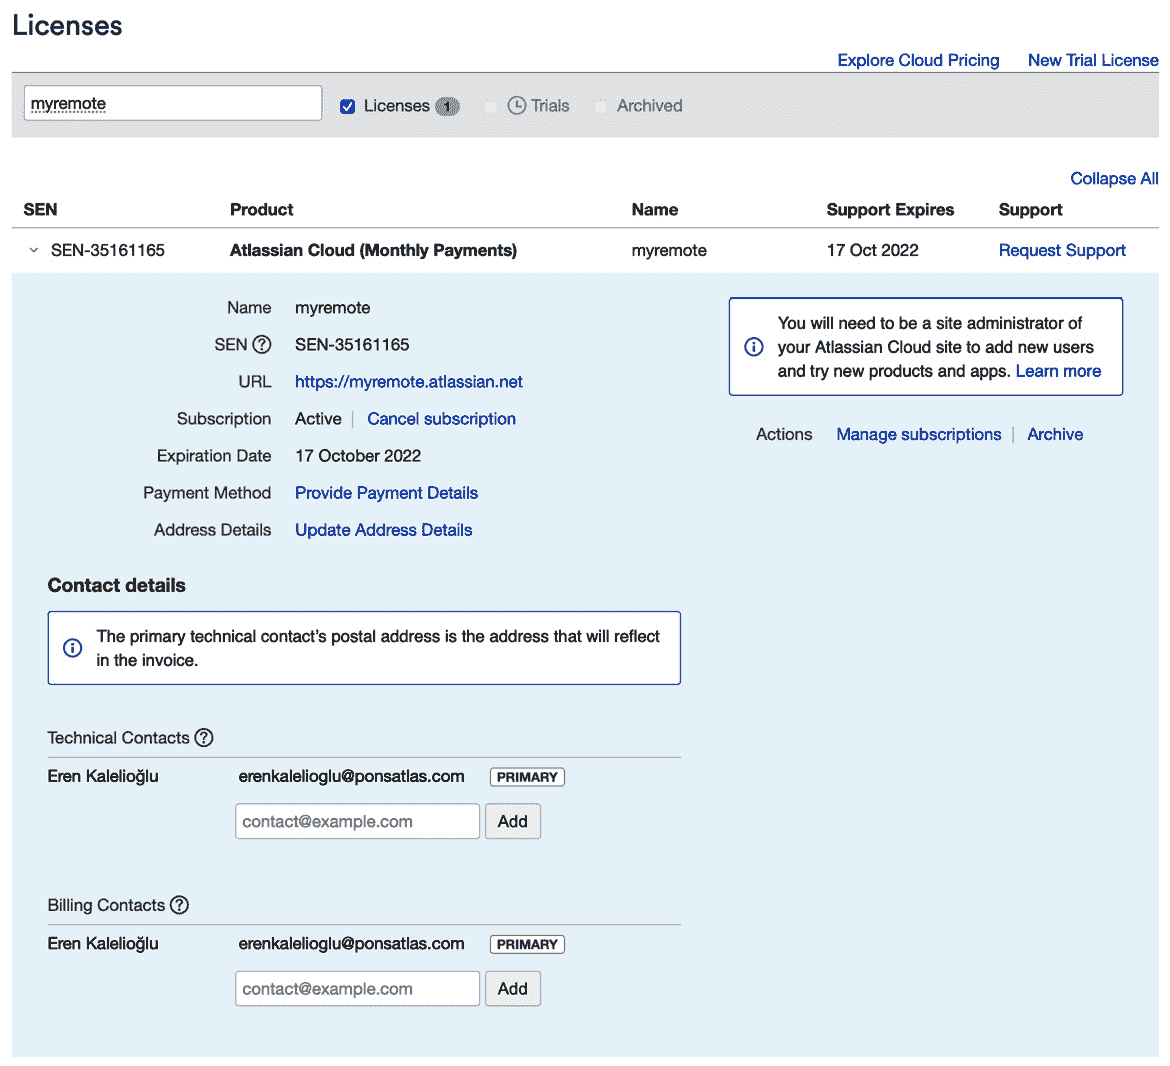 Licenses
Explore Cloud Pricing New Trial License
myremote Licenses 1 Trials Archived
Collapse All
SEN Product Name Support Expires Support
SEN-35161165 Atlassian Cloud (Monthly Payments) myremote 17 Oct 2022 Request Support
Name myremote
SEN SEN-35161165
URL https://myremote.atlassian.net
Subscription Active | Cancel subscription
Expiration Date 17 October 2022
Payment Method Provide Payment Details
Address Details Update Address Details
You will need to be a site administrator of
your Atlassian Cloud site to add new users
and try new products and apps. Learn more
Actions Manage subscriptions | Archive
Contact details
The primary technical contact's postal address is the address that will reflect
in the invoice.
Technical Contacts
Eren Kalelioğlu erenkalelioglu@ponsatlas.com PRIMARY
contact@example.com Add
Billing Contacts
Eren Kalelioğlu erenkalelioglu@ponsatlas.com PRIMARY
contact@example.com Add